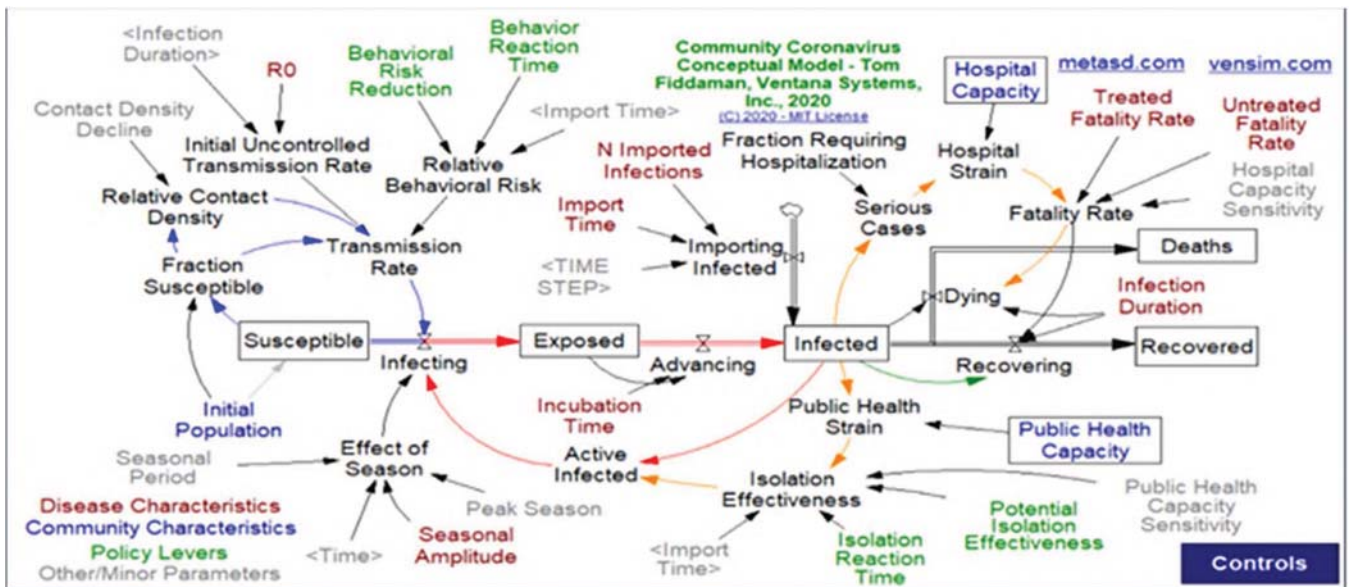 <Infection
Duration>
R0
Behavioral
Risk
Reduction
Behavior
Reaction
Time
Community Coronavirus
Conceptual Model - Tom
Fiddaman, Ventana Systems,
Inc., 2020
(C) 2020 - MIT License
Hospital
Capacity
metasd.com
vensim.com
Contact Density
Decline
Initial Uncontrolled
Transmission Rate
<Import Time>
Relative
Behavioral Risk
N Imported
Infections
Fraction Requiring
Hospitalization
Hospital
Strain
Treated
Fatality Rate
Untreated
Fatality
Rate
Hospital
Capacity
Sensitivity
Relative Contact
Density
Import
Time
Serious
Cases
Fatality Rate
Transmission
Rate
Importing
Infected
Deaths
Fraction
Susceptible
<TIME
STEP>
Dying
Infection
Duration
Susceptible
Infecting
Exposed
Advancing
Infected
Recovering
Recovered
Initial
Population
Incubation
Time
Public Health
Strain
Public Health
Capacity
Seasonal
Period
Effect of
Season
Active
Infected
Isolation
Effectiveness
Peak Season
Potential
Isolation
Effectiveness
Public Health
Capacity
Sensitivity
Disease Characteristics
Community Characteristics
Policy Levers
Other/Minor Parameters
<Time>
Seasonal
Amplitude
<Import
Time>
Isolation
Reaction
Time
Controls